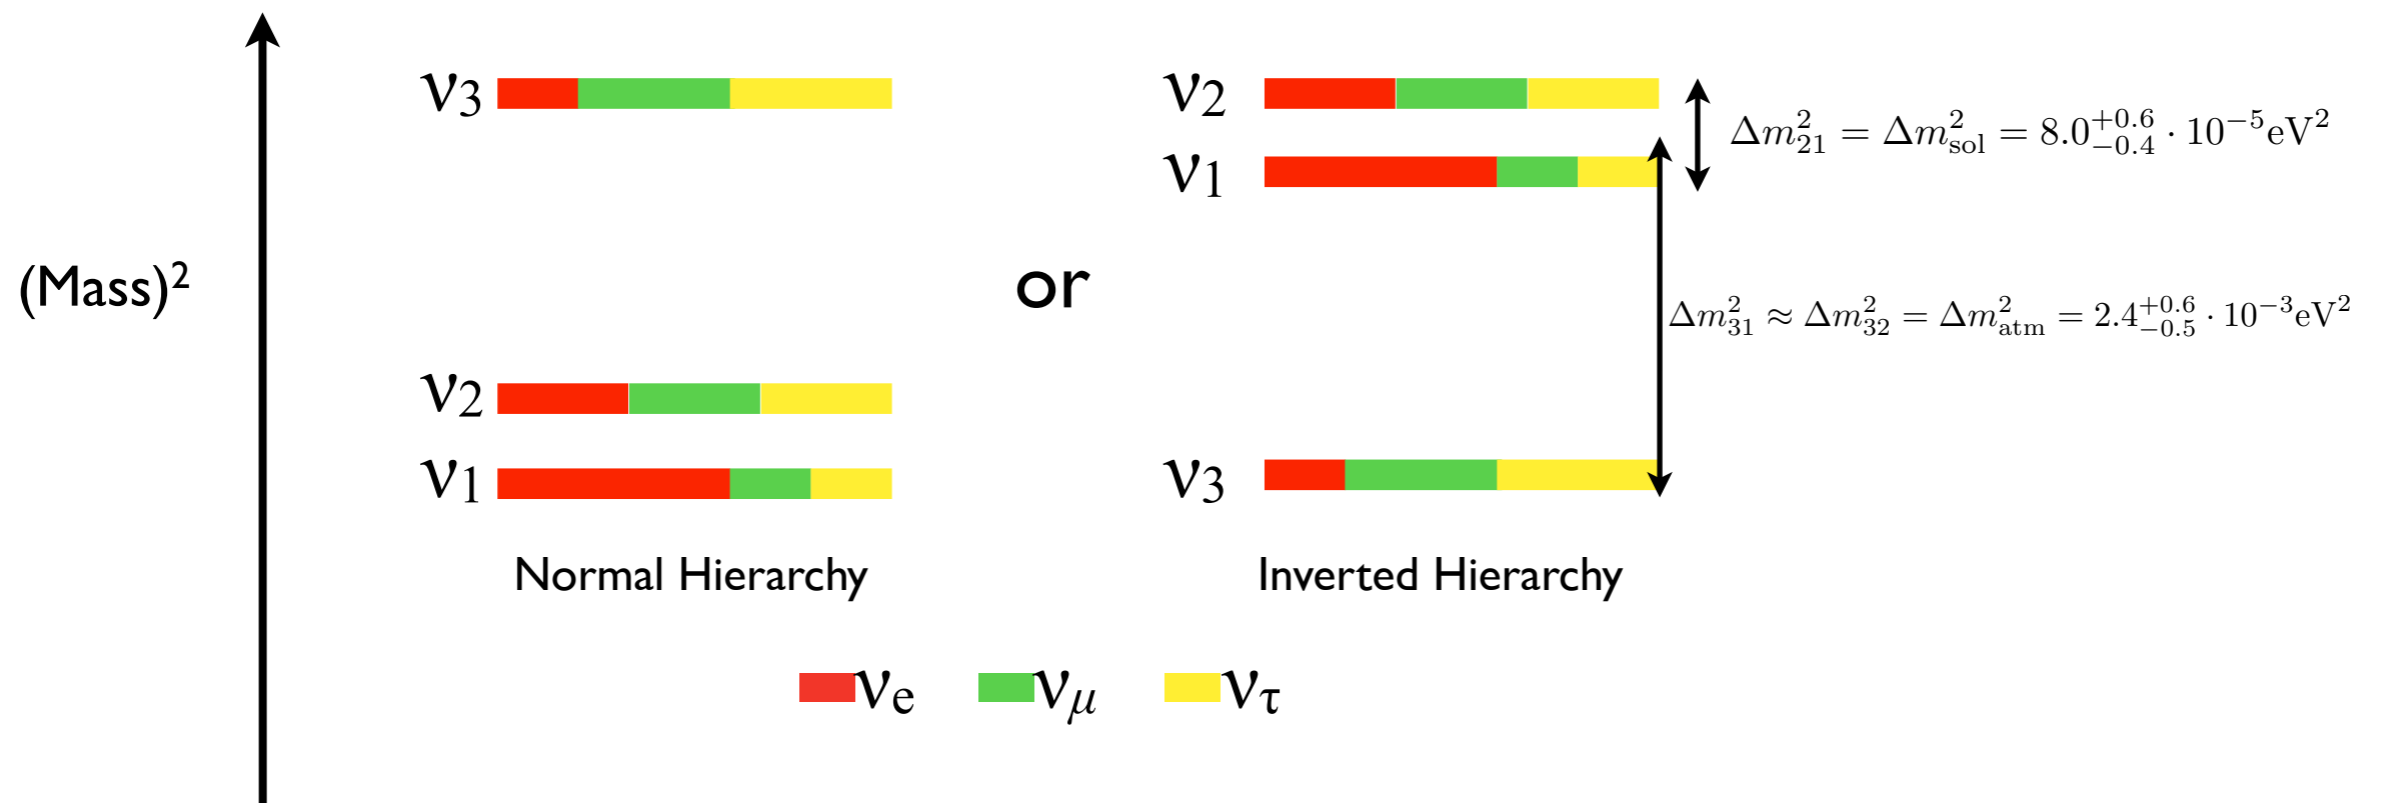 ν3
ν2
Δm²₂₁ = Δm²sol = 8.0 +0.6 −0.4 · 10⁻⁵eV²
ν1
(Mass)²
or
Δm²₃₁ ≈ Δm²₃₂ = Δm²atm = 2.4 +0.6 −0.5 · 10⁻³eV²
ν2
ν1
ν3
Normal Hierarchy
Inverted Hierarchy
νe νμ ντ